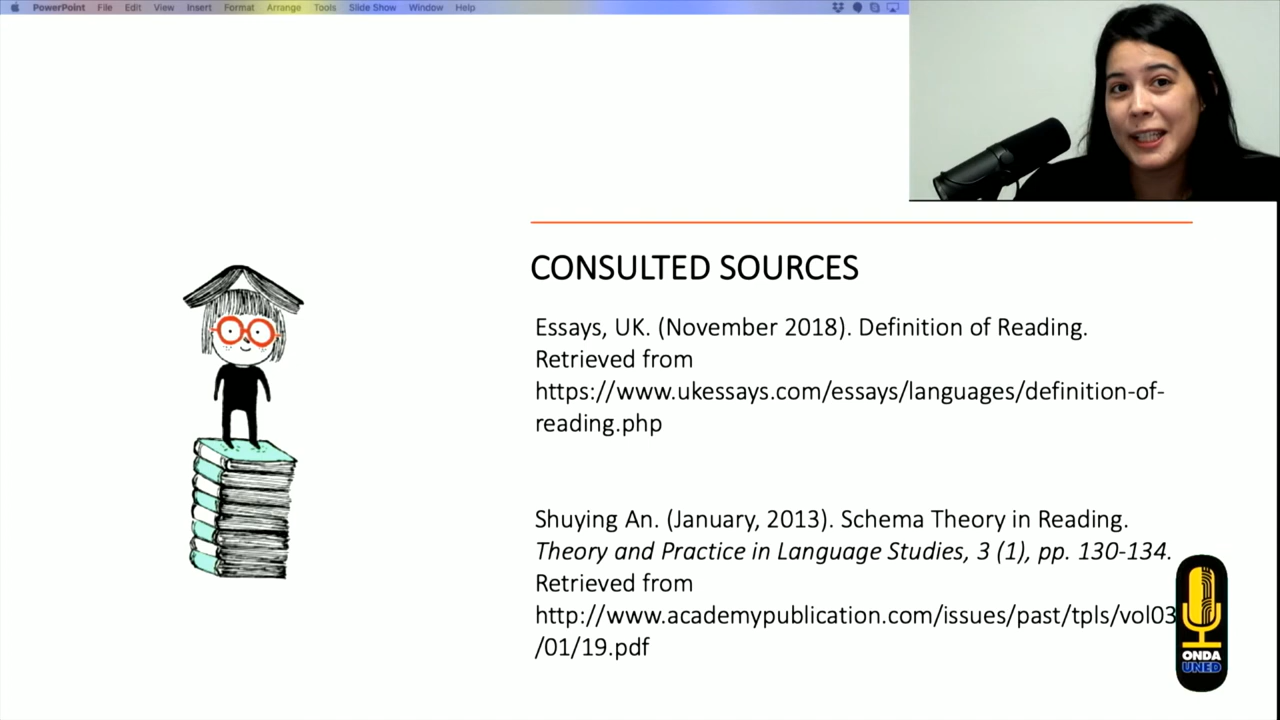 PowerPoint File Edit View Insert Format Arrange Tools Slide Show Window Help
CONSULTED SOURCES
Essays, UK. (November 2018). Definition of Reading.
Retrieved from
https://www.ukessays.com/essays/languages/definition-of-
reading.php
Shuying An. (January, 2013). Schema Theory in Reading.
Theory and Practice in Language Studies, 3 (1), pp. 130-134.
Retrieved from
http://www.academypublication.com/issues/past/tpls/vol03
/01/19.pdf
ONDA
UNED